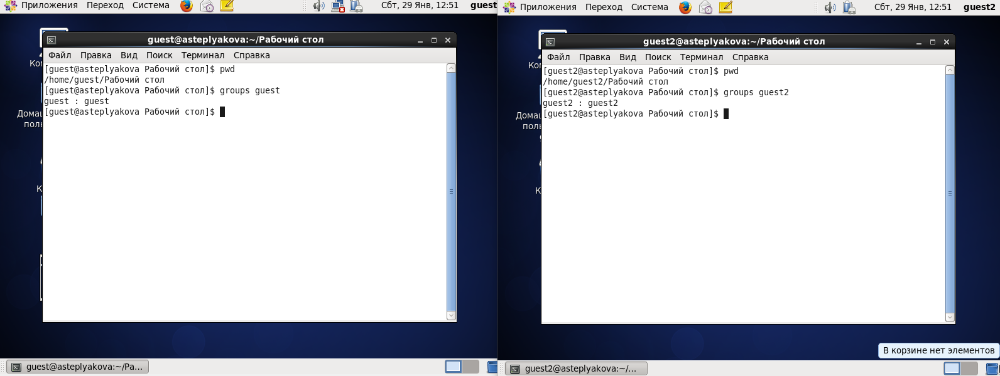 Приложения Переход Система Сбт, 29 Янв, 12:51 guest
guest@asteplyakova:~/Рабочий стол
Файл Правка Вид Поиск Терминал Справка
[guest@asteplyakova Рабочий стол]$ pwd
/home/guest/Рабочий стол
[guest@asteplyakova Рабочий стол]$ groups guest
guest : guest
[guest@asteplyakova Рабочий стол]$
Ко
Домаш
поль
К
guest@asteplyakova:~/Ра...
Приложения Переход Система Сбт, 29 Янв, 12:51 guest2
guest2@asteplyakova:~/Рабочий стол
Файл Правка Вид Поиск Терминал Справка
[guest2@asteplyakova Рабочий стол]$ pwd
/home/guest2/Рабочий стол
[guest2@asteplyakova Рабочий стол]$ groups guest2
guest2 : guest2
[guest2@asteplyakova Рабочий стол]$
Ко
Домаш
поль
К
В корзине нет элементов
guest2@asteplyakova:~/...